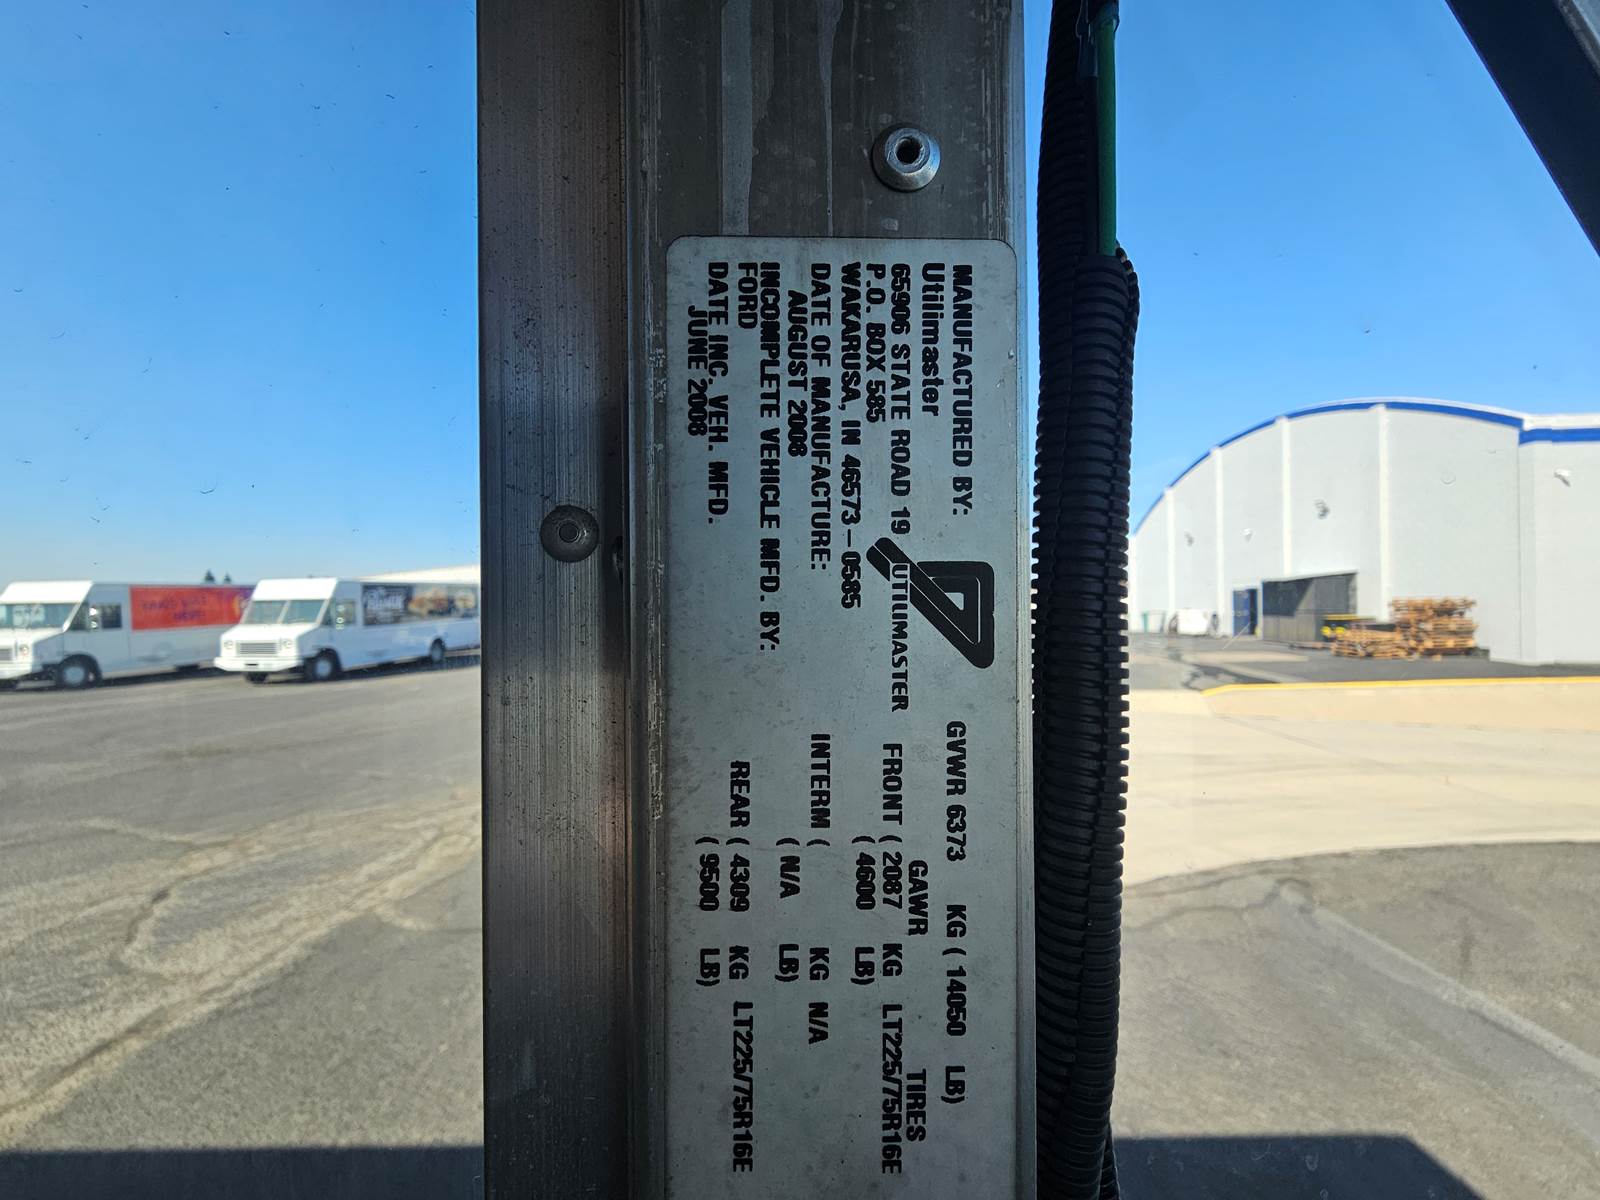 MANUFACTURED BY:
Utilimaster
65906 STATE ROAD 19
P.O. BOX 585
WAKARUSA, IN 46573-0585
DATE OF MANUFACTURE:
AUGUST 2008
INCOMPLETE VEHICLE MFD. BY:
FORD
DATE INC. VEH. MFD.
JUNE 2008
UTILIMASTER
GVWR 6373 KG ( 14050 LB)
GAWR TIRES
FRONT ( 2087 KG LT225/75R16E
( 4600 LB)
INTERM ( KG N/A
( N/A LB)
REAR ( 4309 KG LT225/75R16E
( 9500 LB)